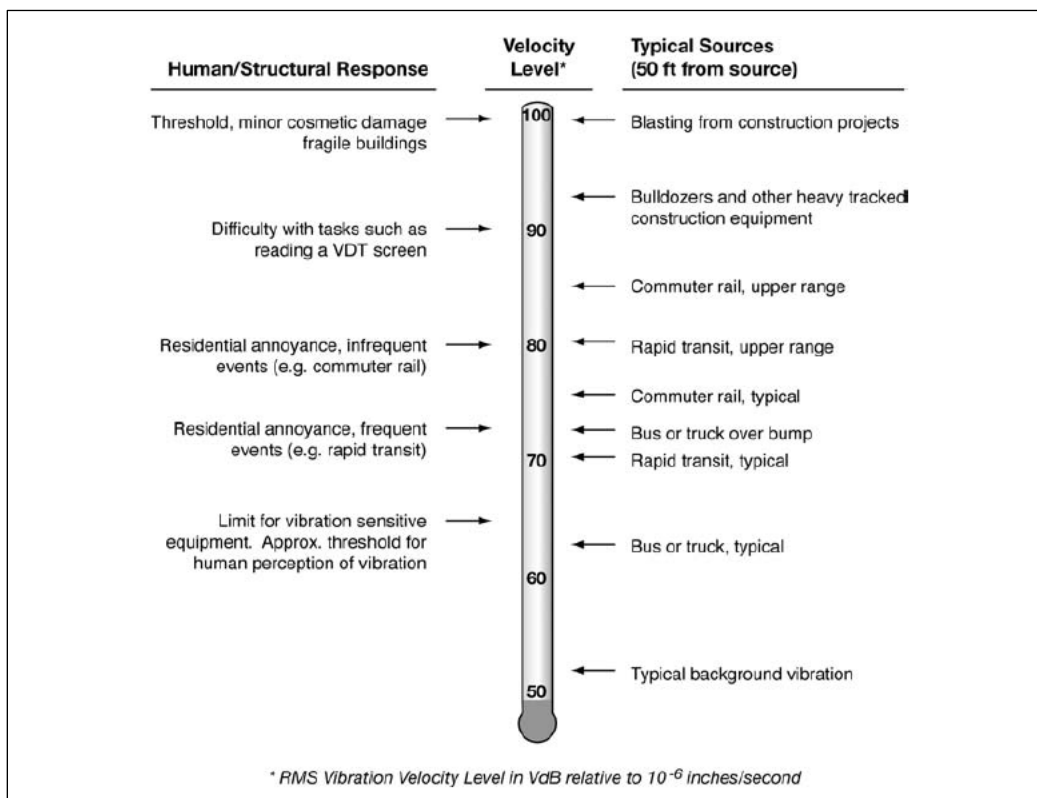 Human/Structural Response
Velocity
Level*
Typical Sources
(50 ft from source)
Threshold, minor cosmetic damage
fragile buildings
100
Blasting from construction projects
Bulldozers and other heavy tracked
construction equipment
Difficulty with tasks such as
reading a VDT screen
90
Commuter rail, upper range
Residential annoyance, infrequent
events (e.g. commuter rail)
80
Rapid transit, upper range
Commuter rail, typical
Residential annoyance, frequent
events (e.g. rapid transit)
Bus or truck over bump
70
Rapid transit, typical
Limit for vibration sensitive
equipment. Approx. threshold for
human perception of vibration
Bus or truck, typical
60
Typical background vibration
50
* RMS Vibration Velocity Level in VdB relative to 10⁻⁶ inches/second